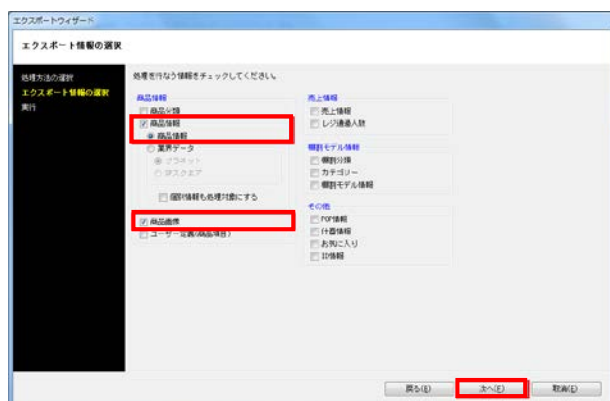 エクスポートウィザード
エクスポート情報の選択
処理方法の選択
エクスポート情報の選択
実行
処理を行なう情報をチェックしてください。
商品情報
商品分類
商品情報
商品情報
業界データ
プラネット
個別情報も処理対象にする
商品画像
ユーザー定義(商品項目)
売上情報
売上情報
レジ通過人数
棚割モデル情報
棚割分類
カテゴリー
棚割モデル情報
その他
POP情報
什器情報
お気に入り
ID情報
戻る(B)
次へ(F)
取消(C)